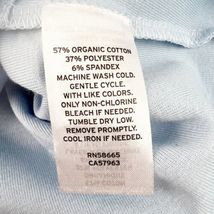 57% ORGANIC COTTON
37% POLYESTER
6% SPANDEX
MACHINE WASH COLD.
GENTLE CYCLE.
WITH LIKE COLORS.
ONLY NON-CHLORINE
BLEACH IF NEEDED.
TUMBLE DRY LOW.
REMOVE PROMPTLY.
COOL IRON IF NEEDED.
RN58665
CA57963